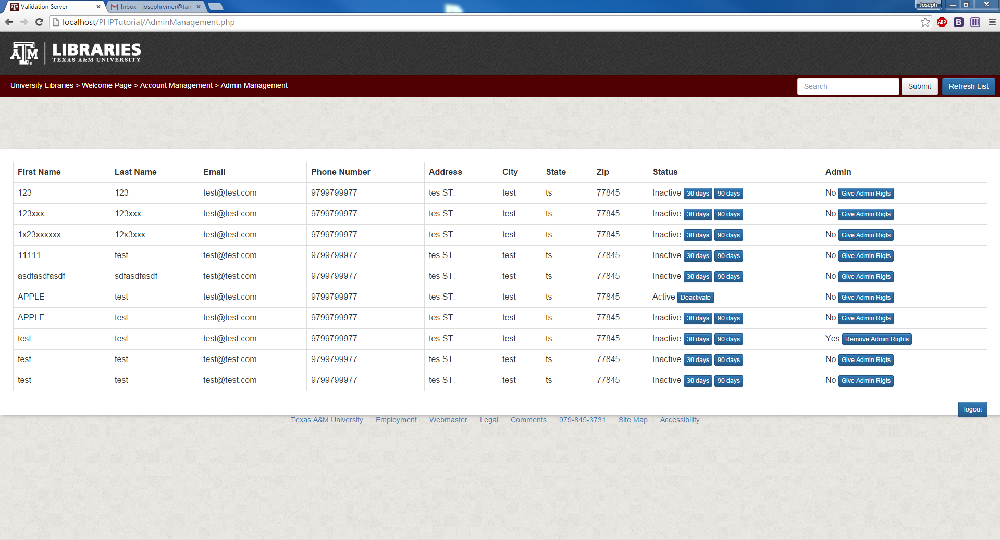 Validation Server
Inbox - josephrymer@tam
Joseph
localhost/PHPTutorial/AdminManagement.php
ABP
B
ATM LIBRARIES
TEXAS A&M UNIVERSITY
University Libraries > Welcome Page > Account Management > Admin Management
Search Submit Refresh List
First Name Last Name Email Phone Number Address City State Zip Status Admin
123 123 test@test.com 9799799977 tes ST. test ts 77845 Inactive 30 days 90 days No Give Admin Rigts
123xxx 123xxx test@test.com 9799799977 tes ST. test ts 77845 Inactive 30 days 90 days No Give Admin Rigts
1x23xxxxxx 12x3xxx test@test.com 9799799977 tes ST. test ts 77845 Inactive 30 days 90 days No Give Admin Rigts
11111 test test@test.com 9799799977 tes ST. test ts 77845 Inactive 30 days 90 days No Give Admin Rigts
asdfasdfasdf sdfasdfasdf test@test.com 9799799977 tes ST. test ts 77845 Inactive 30 days 90 days No Give Admin Rigts
APPLE test test@test.com 9799799977 tes ST. test ts 77845 Active Deactivate No Give Admin Rigts
APPLE test test@test.com 9799799977 tes ST. test ts 77845 Inactive 30 days 90 days No Give Admin Rigts
test test test@test.com 9799799977 tes ST. test ts 77845 Inactive 30 days 90 days Yes Remove Admin Rights
test test test@test.com 9799799977 tes ST. test ts 77845 Inactive 30 days 90 days No Give Admin Rigts
test test test@test.com 9799799977 tes ST. test ts 77845 Inactive 30 days 90 days No Give Admin Rigts
logout
Texas A&M University Employment Webmaster Legal Comments 979-845-3731 Site Map Accessibility